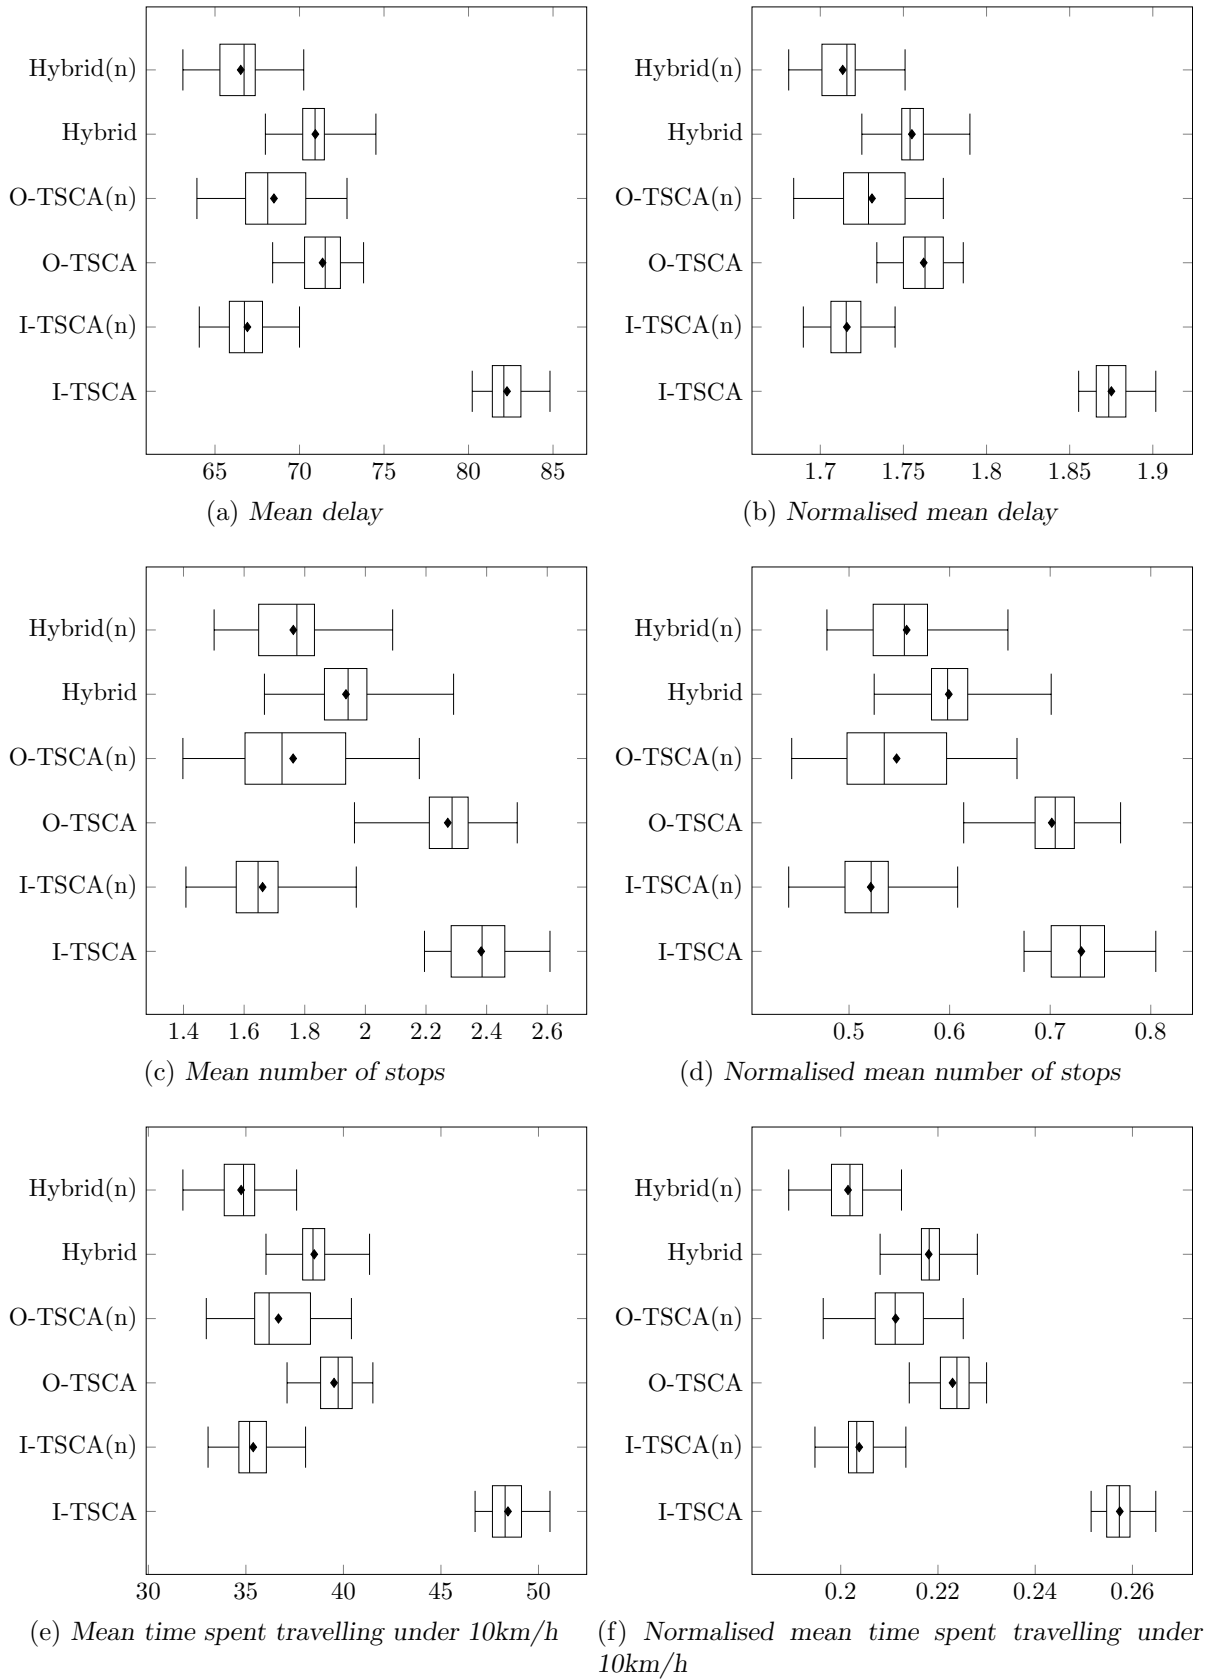 Hybrid(n)
Hybrid
O-TSCA(n)
O-TSCA
I-TSCA(n)
I-TSCA
65 70 75 80 85
(a) Mean delay
Hybrid(n)
Hybrid
O-TSCA(n)
O-TSCA
I-TSCA(n)
I-TSCA
1.7 1.75 1.8 1.85 1.9
(b) Normalised mean delay
Hybrid(n)
Hybrid
O-TSCA(n)
O-TSCA
I-TSCA(n)
I-TSCA
1.4 1.6 1.8 2 2.2 2.4 2.6
(c) Mean number of stops
Hybrid(n)
Hybrid
O-TSCA(n)
O-TSCA
I-TSCA(n)
I-TSCA
0.5 0.6 0.7 0.8
(d) Normalised mean number of stops
Hybrid(n)
Hybrid
O-TSCA(n)
O-TSCA
I-TSCA(n)
I-TSCA
30 35 40 45 50
(e) Mean time spent travelling under 10km/h
Hybrid(n)
Hybrid
O-TSCA(n)
O-TSCA
I-TSCA(n)
I-TSCA
0.2 0.22 0.24 0.26
(f) Normalised mean time spent travelling under
10km/h